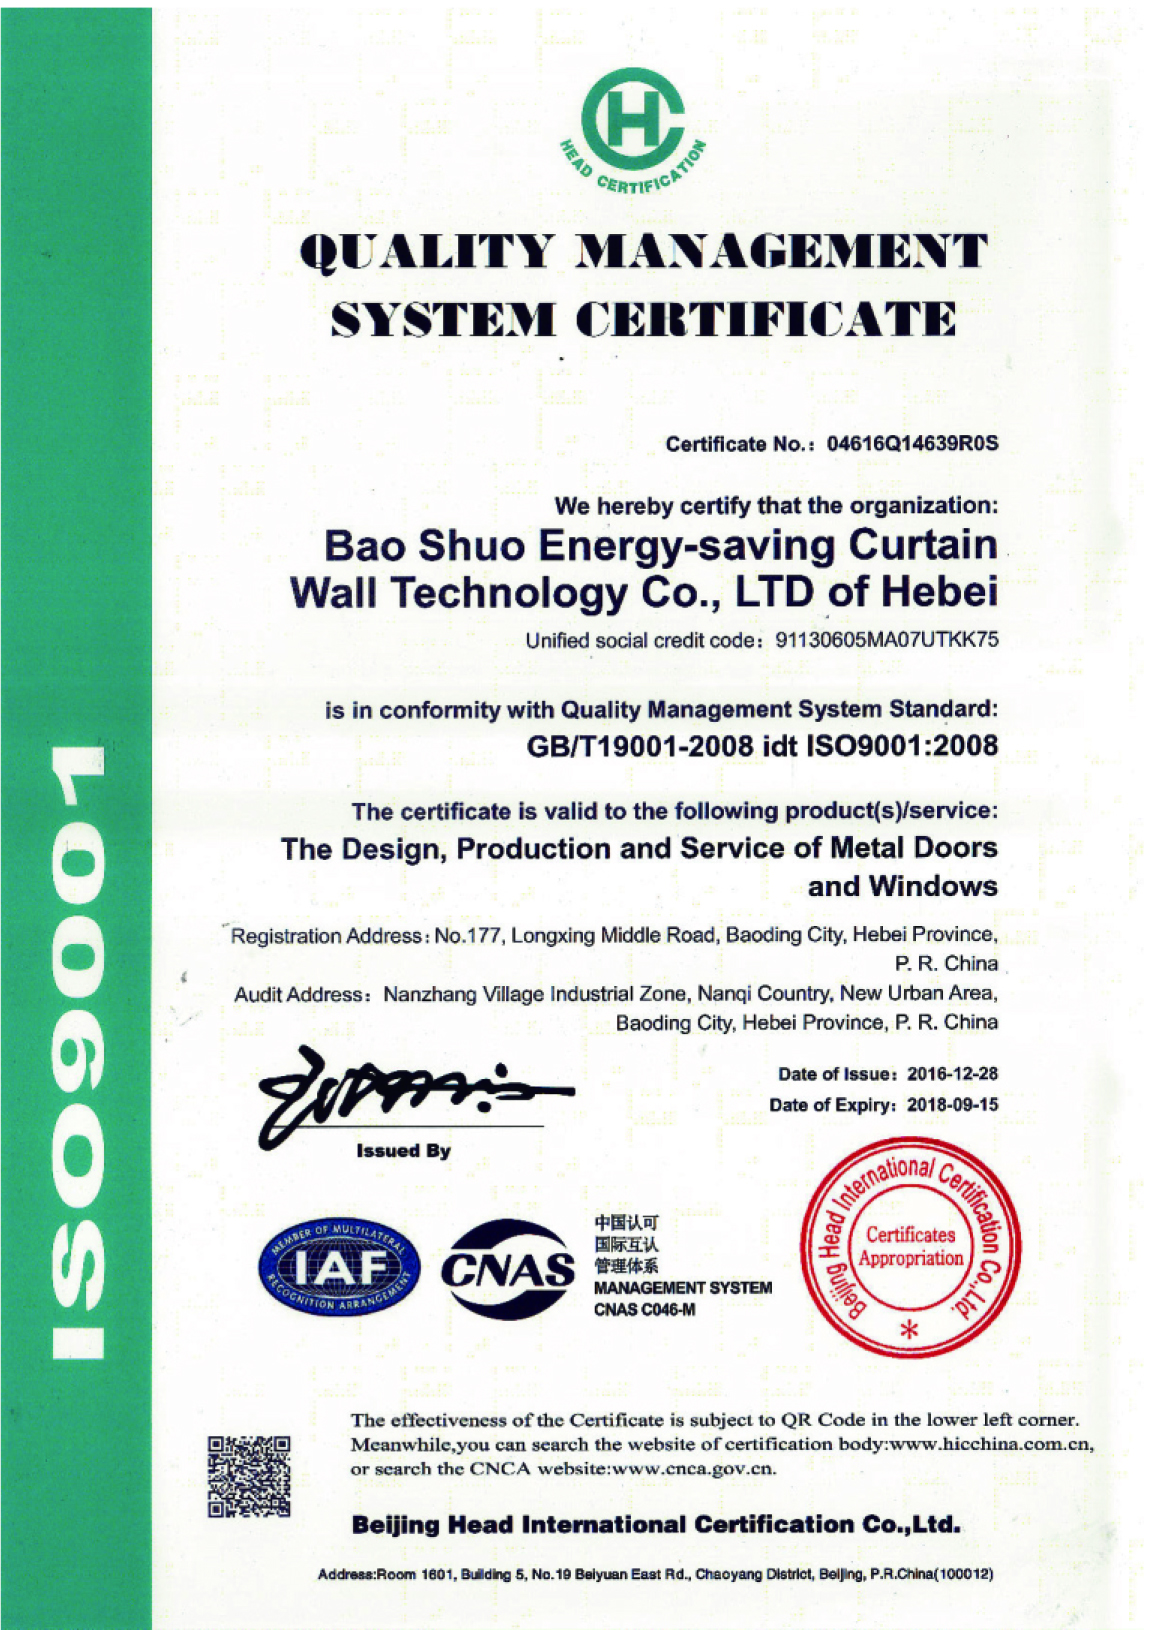 HC
HEAD CERTIFICATION
QUALITY MANAGEMENT
SYSTEM CERTIFICATE
Certificate No.: 04616Q14639R0S
We hereby certify that the organization:
Bao Shuo Energy-saving Curtain
Wall Technology Co., LTD of Hebei
Unified social credit code: 91130605MA07UTKK75
is in conformity with Quality Management System Standard:
GB/T19001-2008 idt ISO9001:2008
The certificate is valid to the following product(s)/service:
The Design, Production and Service of Metal Doors
and Windows
Registration Address: No.177, Longxing Middle Road, Baoding City, Hebei Province,
P. R. China
Audit Address: Nanzhang Village Industrial Zone, Nanqi Country, New Urban Area,
Baoding City, Hebei Province, P. R. China
Date of Issue: 2016-12-28
Date of Expiry: 2018-09-15
Issued By
ISO9001
MEMBER OF MULTILATERAL
IAF
RECOGNITION ARRANGEMENT
CNAS
中国认可
国际互认
管理体系
MANAGEMENT SYSTEM
CNAS C046-M
Beijing Head International Certification Co.,Ltd.
Certificates
Appropriation
*
The effectiveness of the Certificate is subject to QR Code in the lower left corner.
Meanwhile,you can search the website of certification body:www.hicchina.com.cn,
or search the CNCA website:www.cnca.gov.cn.
Beijing Head International Certification Co.,Ltd.
Address:Room 1601, Building 5, No.19 Beiyuan East Rd., Chaoyang District, Beijing, P.R.China(100012)